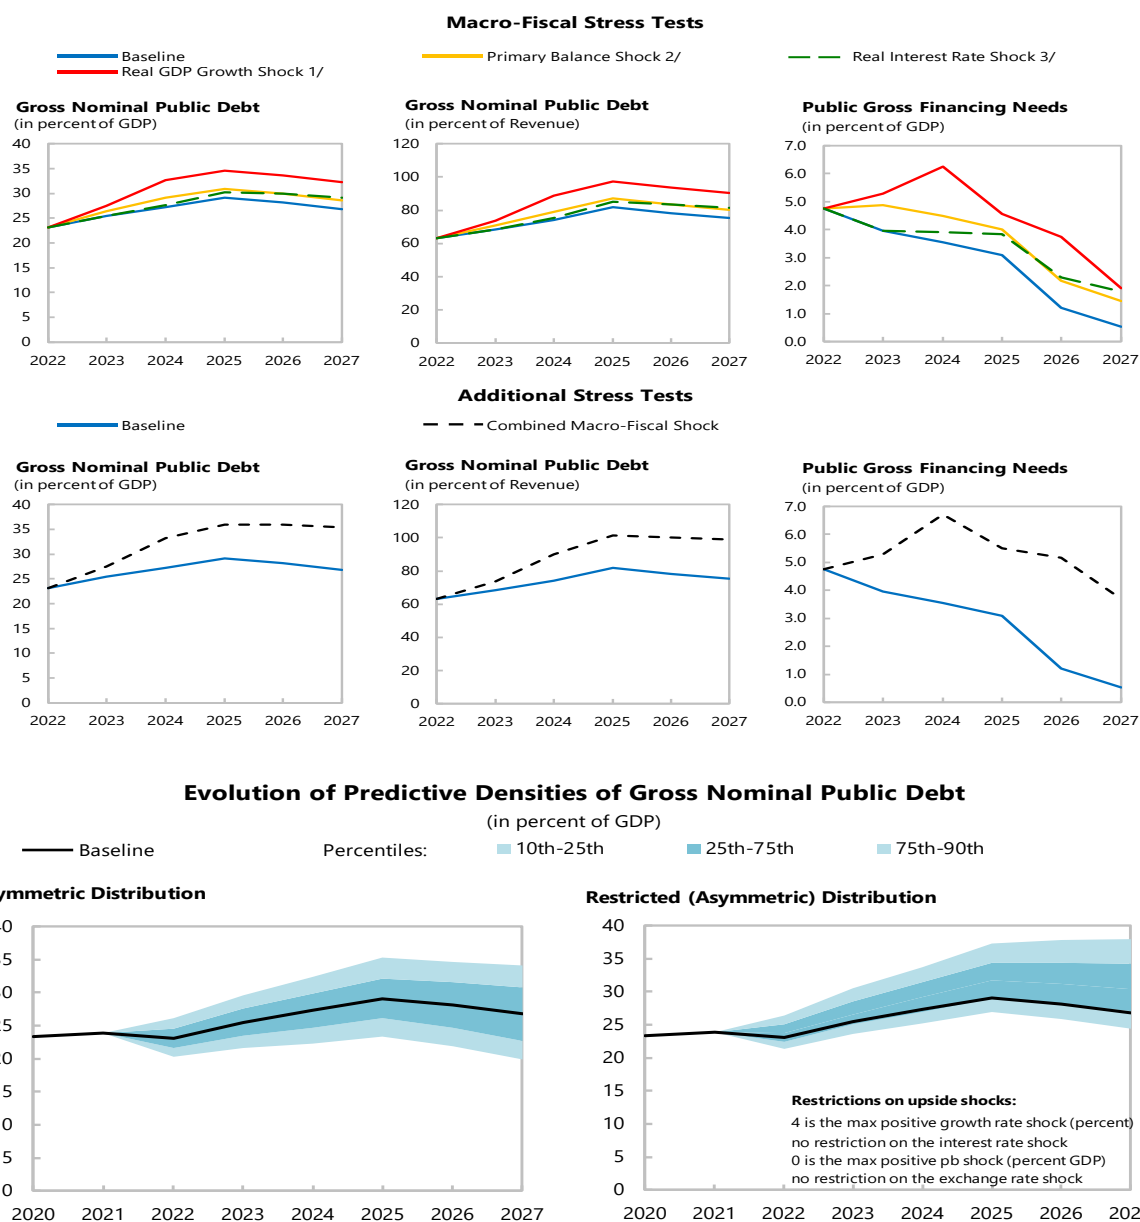 Macro-Fiscal Stress Tests
Baseline
Primary Balance Shock 2/
Real Interest Rate Shock 3/
Real GDP Growth Shock 1/
Gross Nominal Public Debt
(in percent of GDP)
40
35
30
25
20
15
10
5
0
2022 2023 2024 2025 2026 2027
Gross Nominal Public Debt
(in percent of Revenue)
120
100
80
60
40
20
0
2022 2023 2024 2025 2026 2027
Public Gross Financing Needs
(in percent of GDP)
7.0
6.0
5.0
4.0
3.0
2.0
1.0
0.0
2022 2023 2024 2025 2026 2027
Additional Stress Tests
Baseline
Combined Macro-Fiscal Shock
Gross Nominal Public Debt
(in percent of GDP)
40
35
30
25
20
15
10
5
0
2022 2023 2024 2025 2026 2027
Gross Nominal Public Debt
(in percent of Revenue)
120
100
80
60
40
20
0
2022 2023 2024 2025 2026 2027
Public Gross Financing Needs
(in percent of GDP)
7.0
6.0
5.0
4.0
3.0
2.0
1.0
0.0
2022 2023 2024 2025 2026 2027
Evolution of Predictive Densities of Gross Nominal Public Debt
(in percent of GDP)
Baseline
Percentiles:
10th-25th
25th-75th
75th-90th
ymmetric Distribution
40
35
30
25
20
5
0
5
0
2020 2021 2022 2023 2024 2025 2026 2027
Restricted (Asymmetric) Distribution
40
35
30
25
20
15
10
5
0
2020 2021 2022 2023 2024 2025 2026 202
Restrictions on upside shocks:
4 is the max positive growth rate shock (percent)
no restriction on the interest rate shock
0 is the max positive pb shock (percent GDP)
no restriction on the exchange rate shock